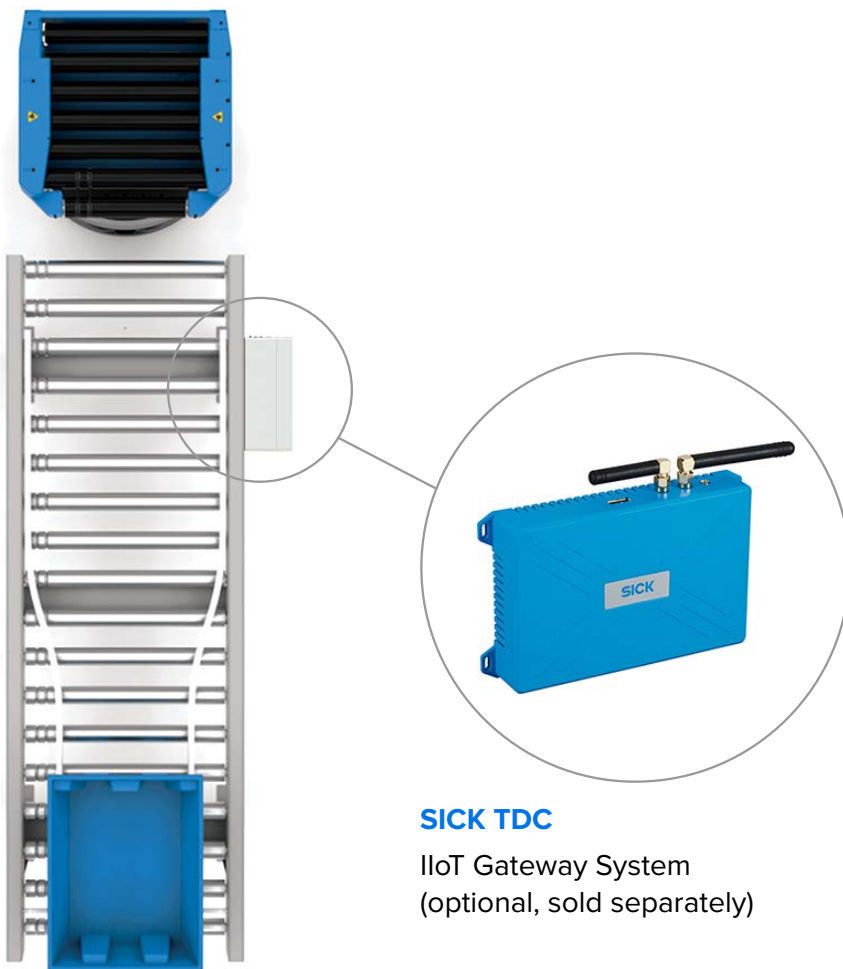 SICK
SICK TDC
IIoT Gateway System
(optional, sold separately)